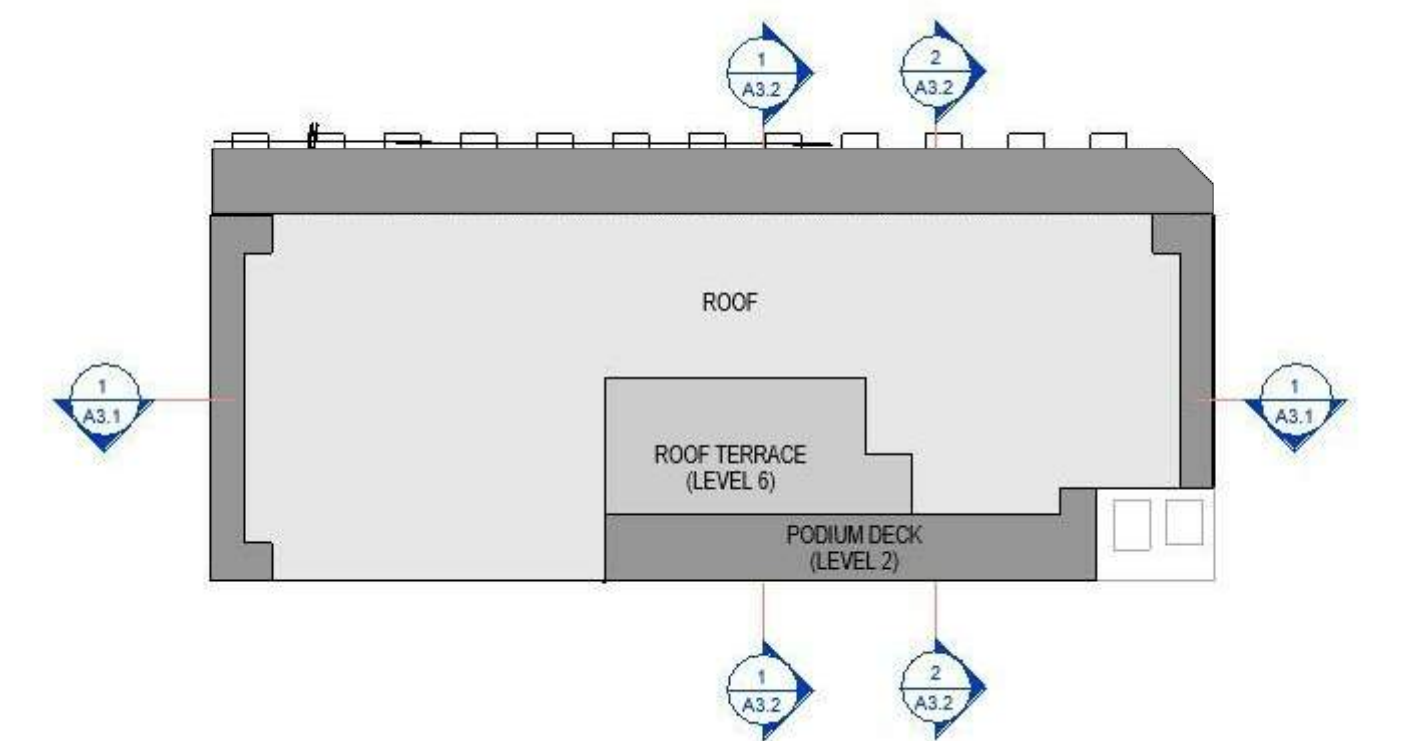 1
A3.2
2
A3.2
ROOF
1
A3.1
1
A3.1
ROOF TERRACE
(LEVEL 6)
PODIUM DECK
(LEVEL 2)
1
A3.2
2
A3.2